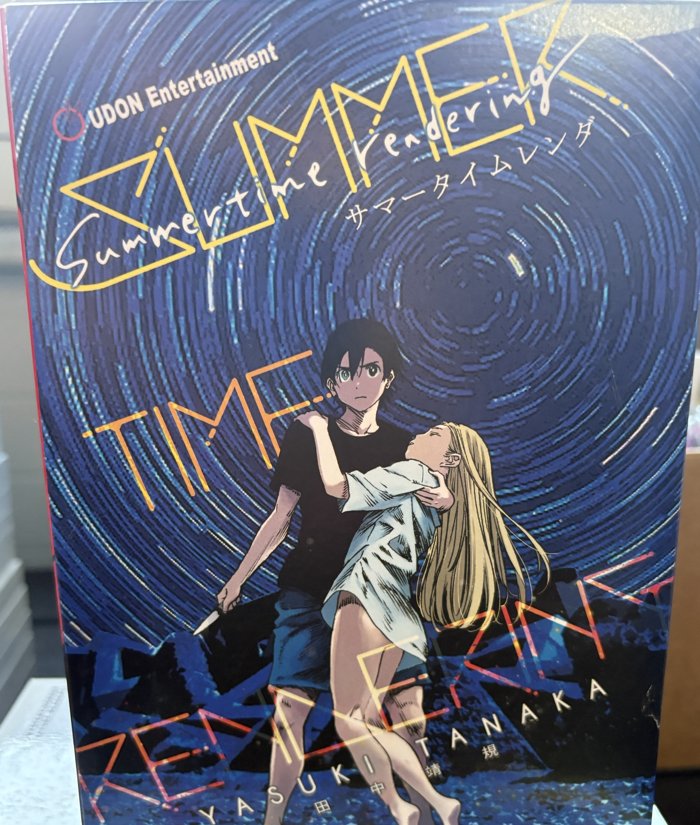 UDON Entertainment
SUMMER
Summertime rendering
サマータイムレンダ
TIME
RENDERING
YASUKI TANAKA
田中靖規